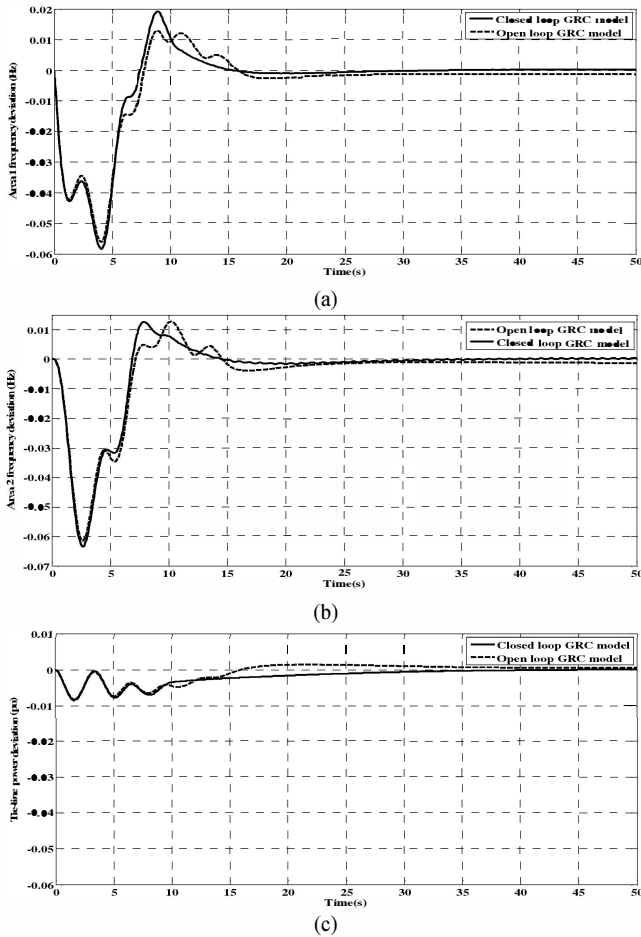 0.02
0.01
0
-0.01
-0.02
-0.03
-0.04
-0.05
-0.06
Area 1 frequency deviation (Hz)
Closed loop GRC model
Open loop GRC model
0 5 10 15 20 25 30 35 40 45 50
Time(s)
(a)
0.01
0
-0.01
-0.02
-0.03
-0.04
-0.05
-0.06
-0.07
Area 2 frequency deviation (Hz)
Open loop GRC model
Closed loop GRC model
0 5 10 15 20 25 30 35 40 45 50
Time(s)
(b)
0.01
0
-0.01
-0.02
-0.03
-0.04
-0.05
-0.06
Tie-line power deviation (pu)
Closed loop GRC model
Open loop GRC model
0 5 10 15 20 25 30 35 40 45 50
Time(s)
(c)